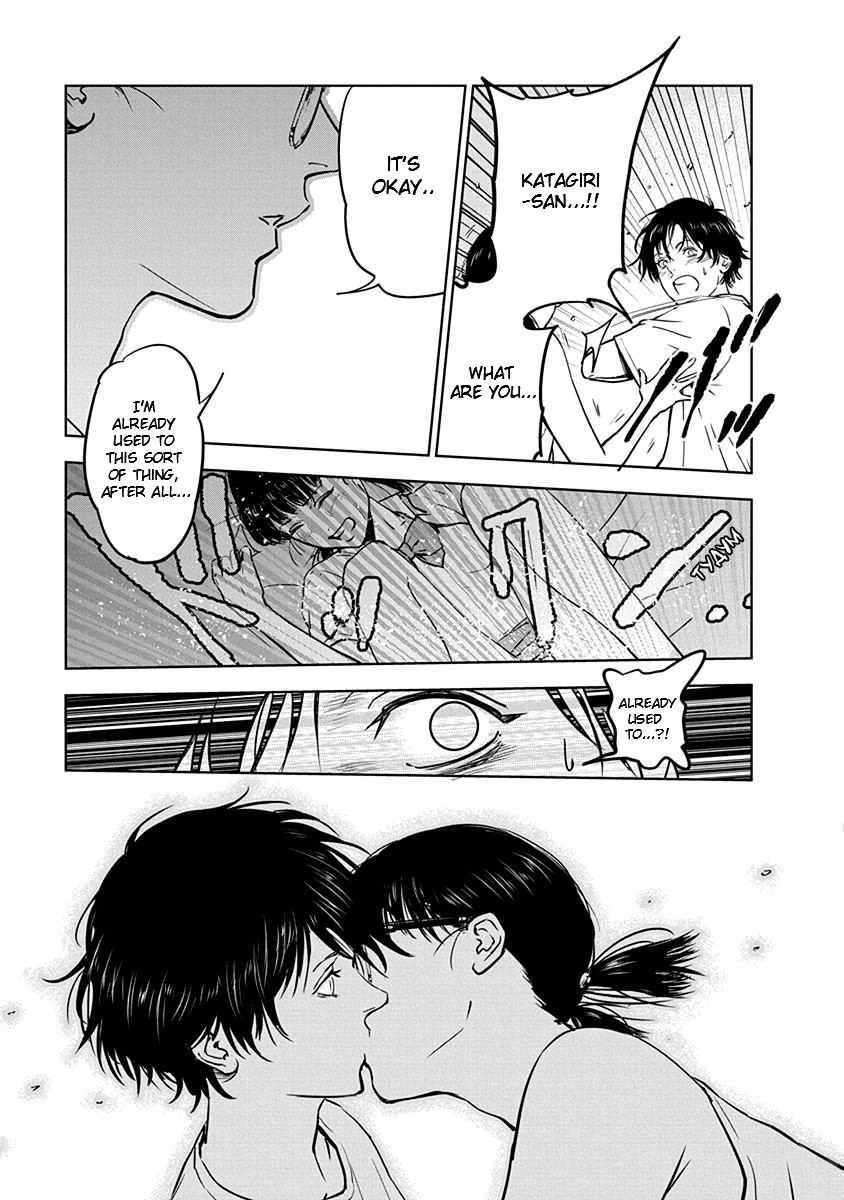 KATAGIRI
-SAN...!!
WHAT
ARE YOU...
IT'S
OKAY..
I'M
ALREADY
USED TO
THIS SORT
OF THING,
AFTER ALL...
TYДYM
ALREADY
USED
TO...?!